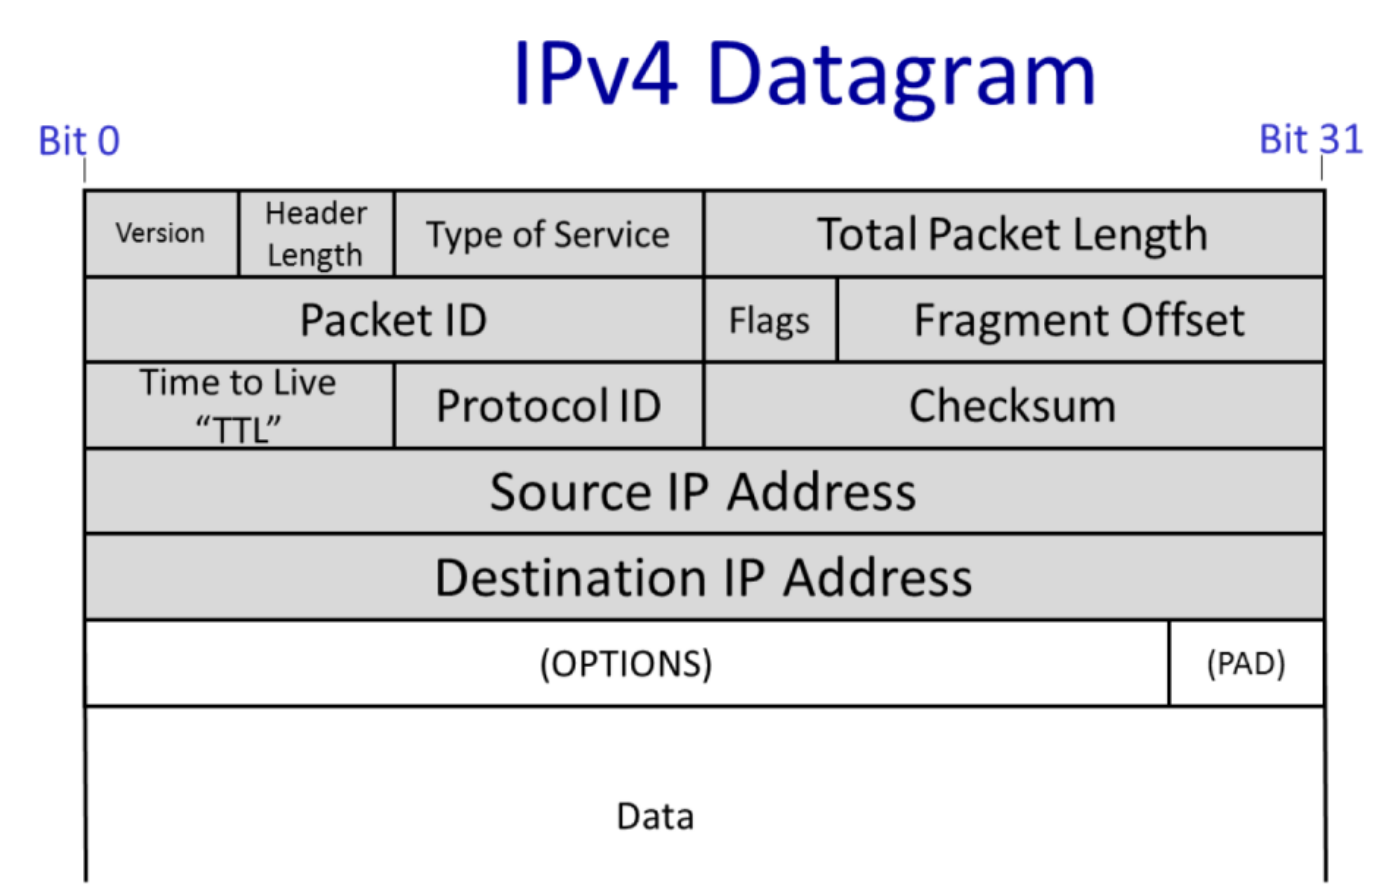 IPv4 Datagram
Bit 0
Bit 31
Version
Header
Length
Type of Service
Total Packet Length
Packet ID
Flags
Fragment Offset
Time to Live
“TTL”
Protocol ID
Checksum
Source IP Address
Destination IP Address
(OPTIONS)
(PAD)
Data